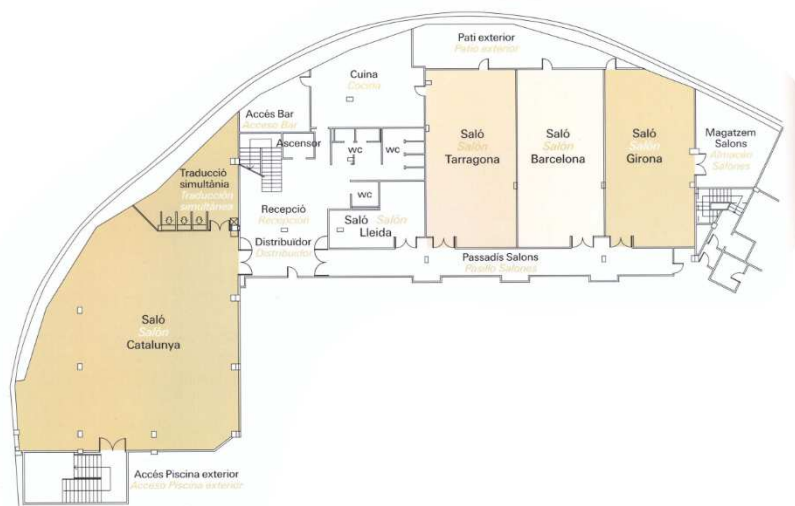 Pati exterior
Patio exterior
Cuina
Cocina
Accés Bar
Acceso Bar
Ascensor
wc
wc
wc
Saló
Salón
Tarragona
Saló
Salón
Barcelona
Saló
Salón
Girona
Magatzem
Salons
Almacén
Salones
Traducció
simultània
Traducción
simultánea
Recepció
Recepción
Saló Salón
Lleida
Distribuïdor
Distribuidor
Passadís Salons
Pasillo Salones
Saló
Salón
Catalunya
Accés Piscina exterior
Acceso Piscina exterior